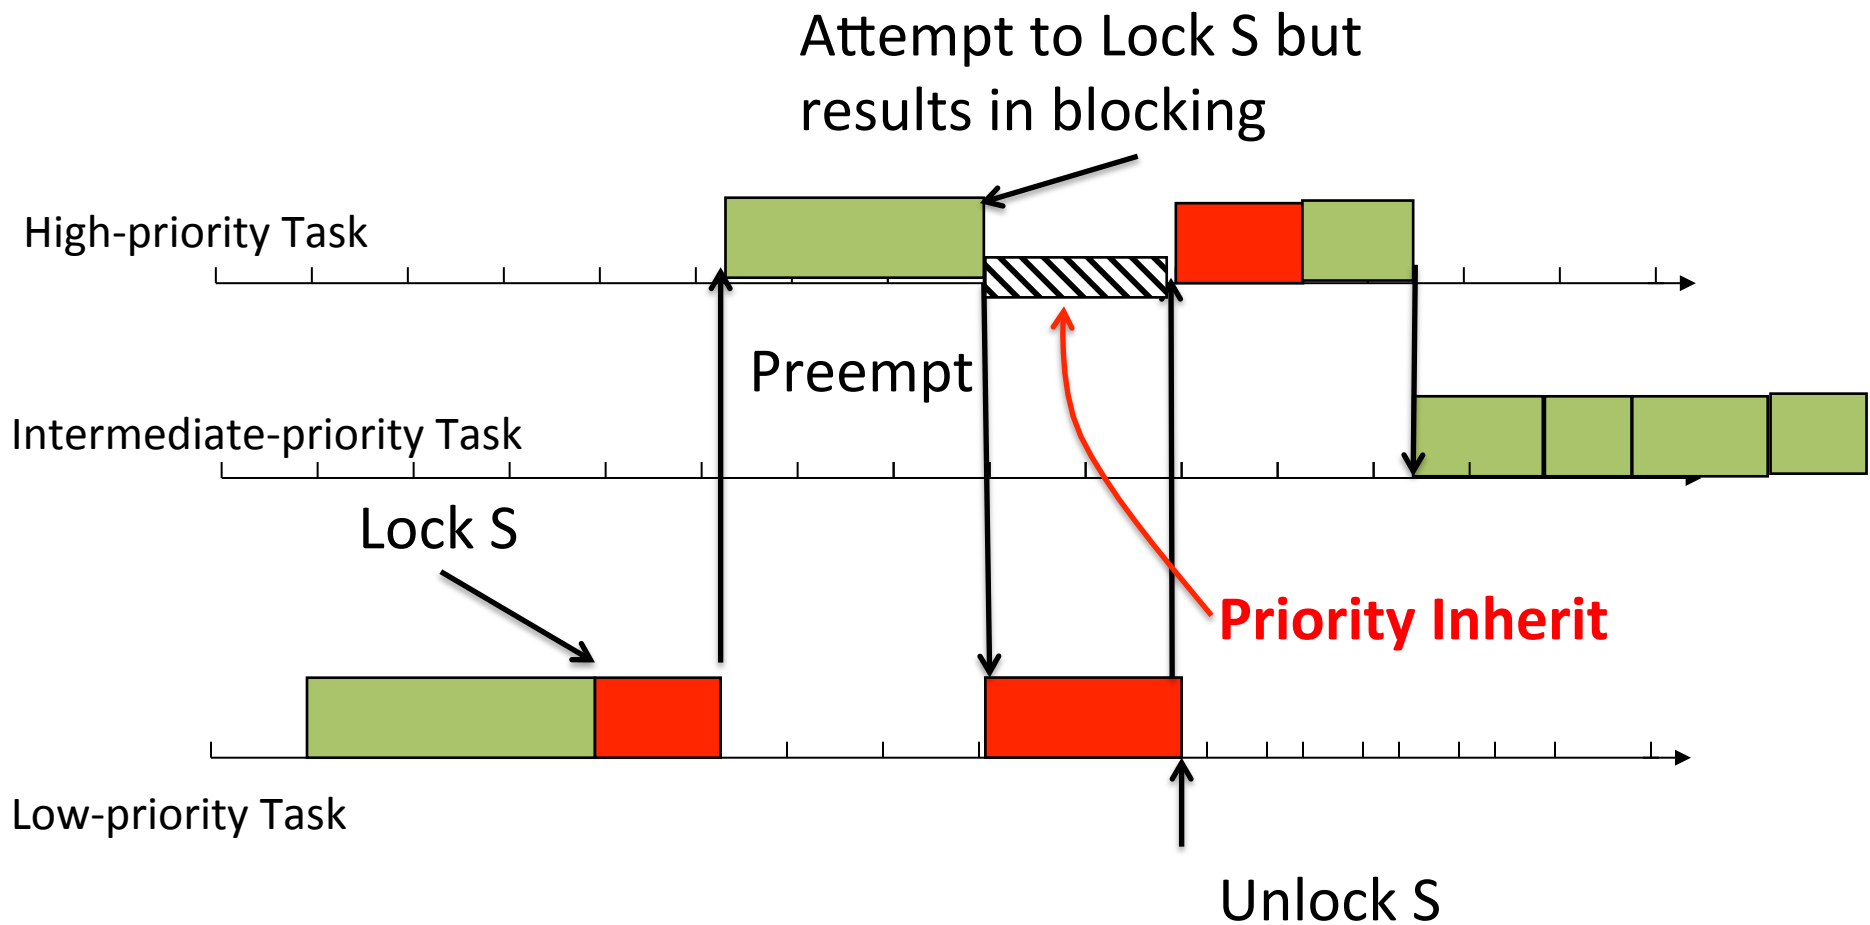 Attempt to Lock S but
results in blocking
High-priority Task
Preempt
Intermediate-priority Task
Lock S
Priority Inherit
Low-priority Task
Unlock S